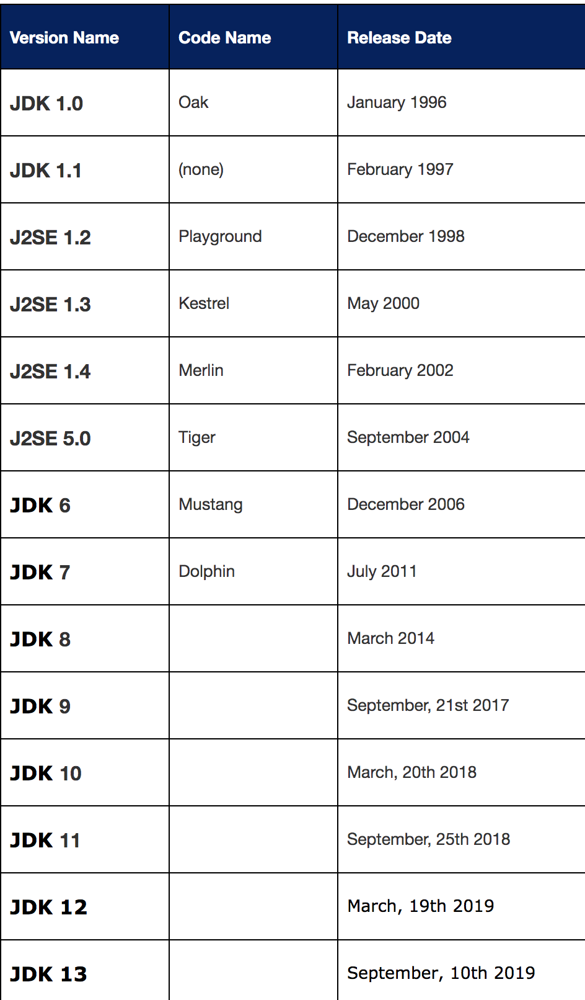 Version Name Code Name Release Date
JDK 1.0 Oak January 1996
JDK 1.1 (none) February 1997
J2SE 1.2 Playground December 1998
J2SE 1.3 Kestrel May 2000
J2SE 1.4 Merlin February 2002
J2SE 5.0 Tiger September 2004
JDK 6 Mustang December 2006
JDK 7 Dolphin July 2011
JDK 8 March 2014
JDK 9 September, 21st 2017
JDK 10 March, 20th 2018
JDK 11 September, 25th 2018
JDK 12 March, 19th 2019
JDK 13 September, 10th 2019